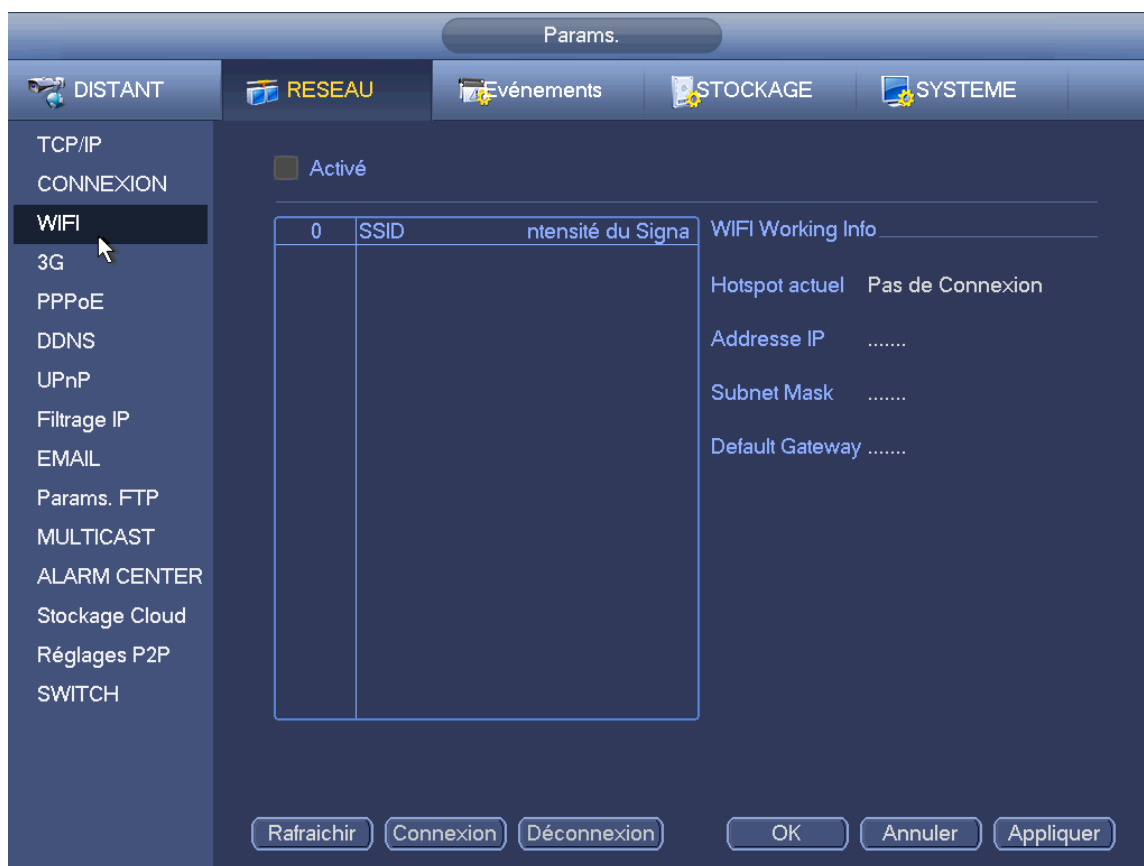 Params.
DISTANT
RESEAU
Evénements
STOCKAGE
SYSTEME
TCP/IP
CONNEXION
WIFI
3G
PPPoE
DDNS
UPnP
Filtrage IP
EMAIL
Params. FTP
MULTICAST
ALARM CENTER
Stockage Cloud
Réglages P2P
SWITCH
Activé
0 SSID ntensité du Signa
WIFI Working Info
Hotspot actuel Pas de Connexion
Addresse IP .......
Subnet Mask .......
Default Gateway .......
Rafraichir Connexion Déconnexion OK Annuler Appliquer